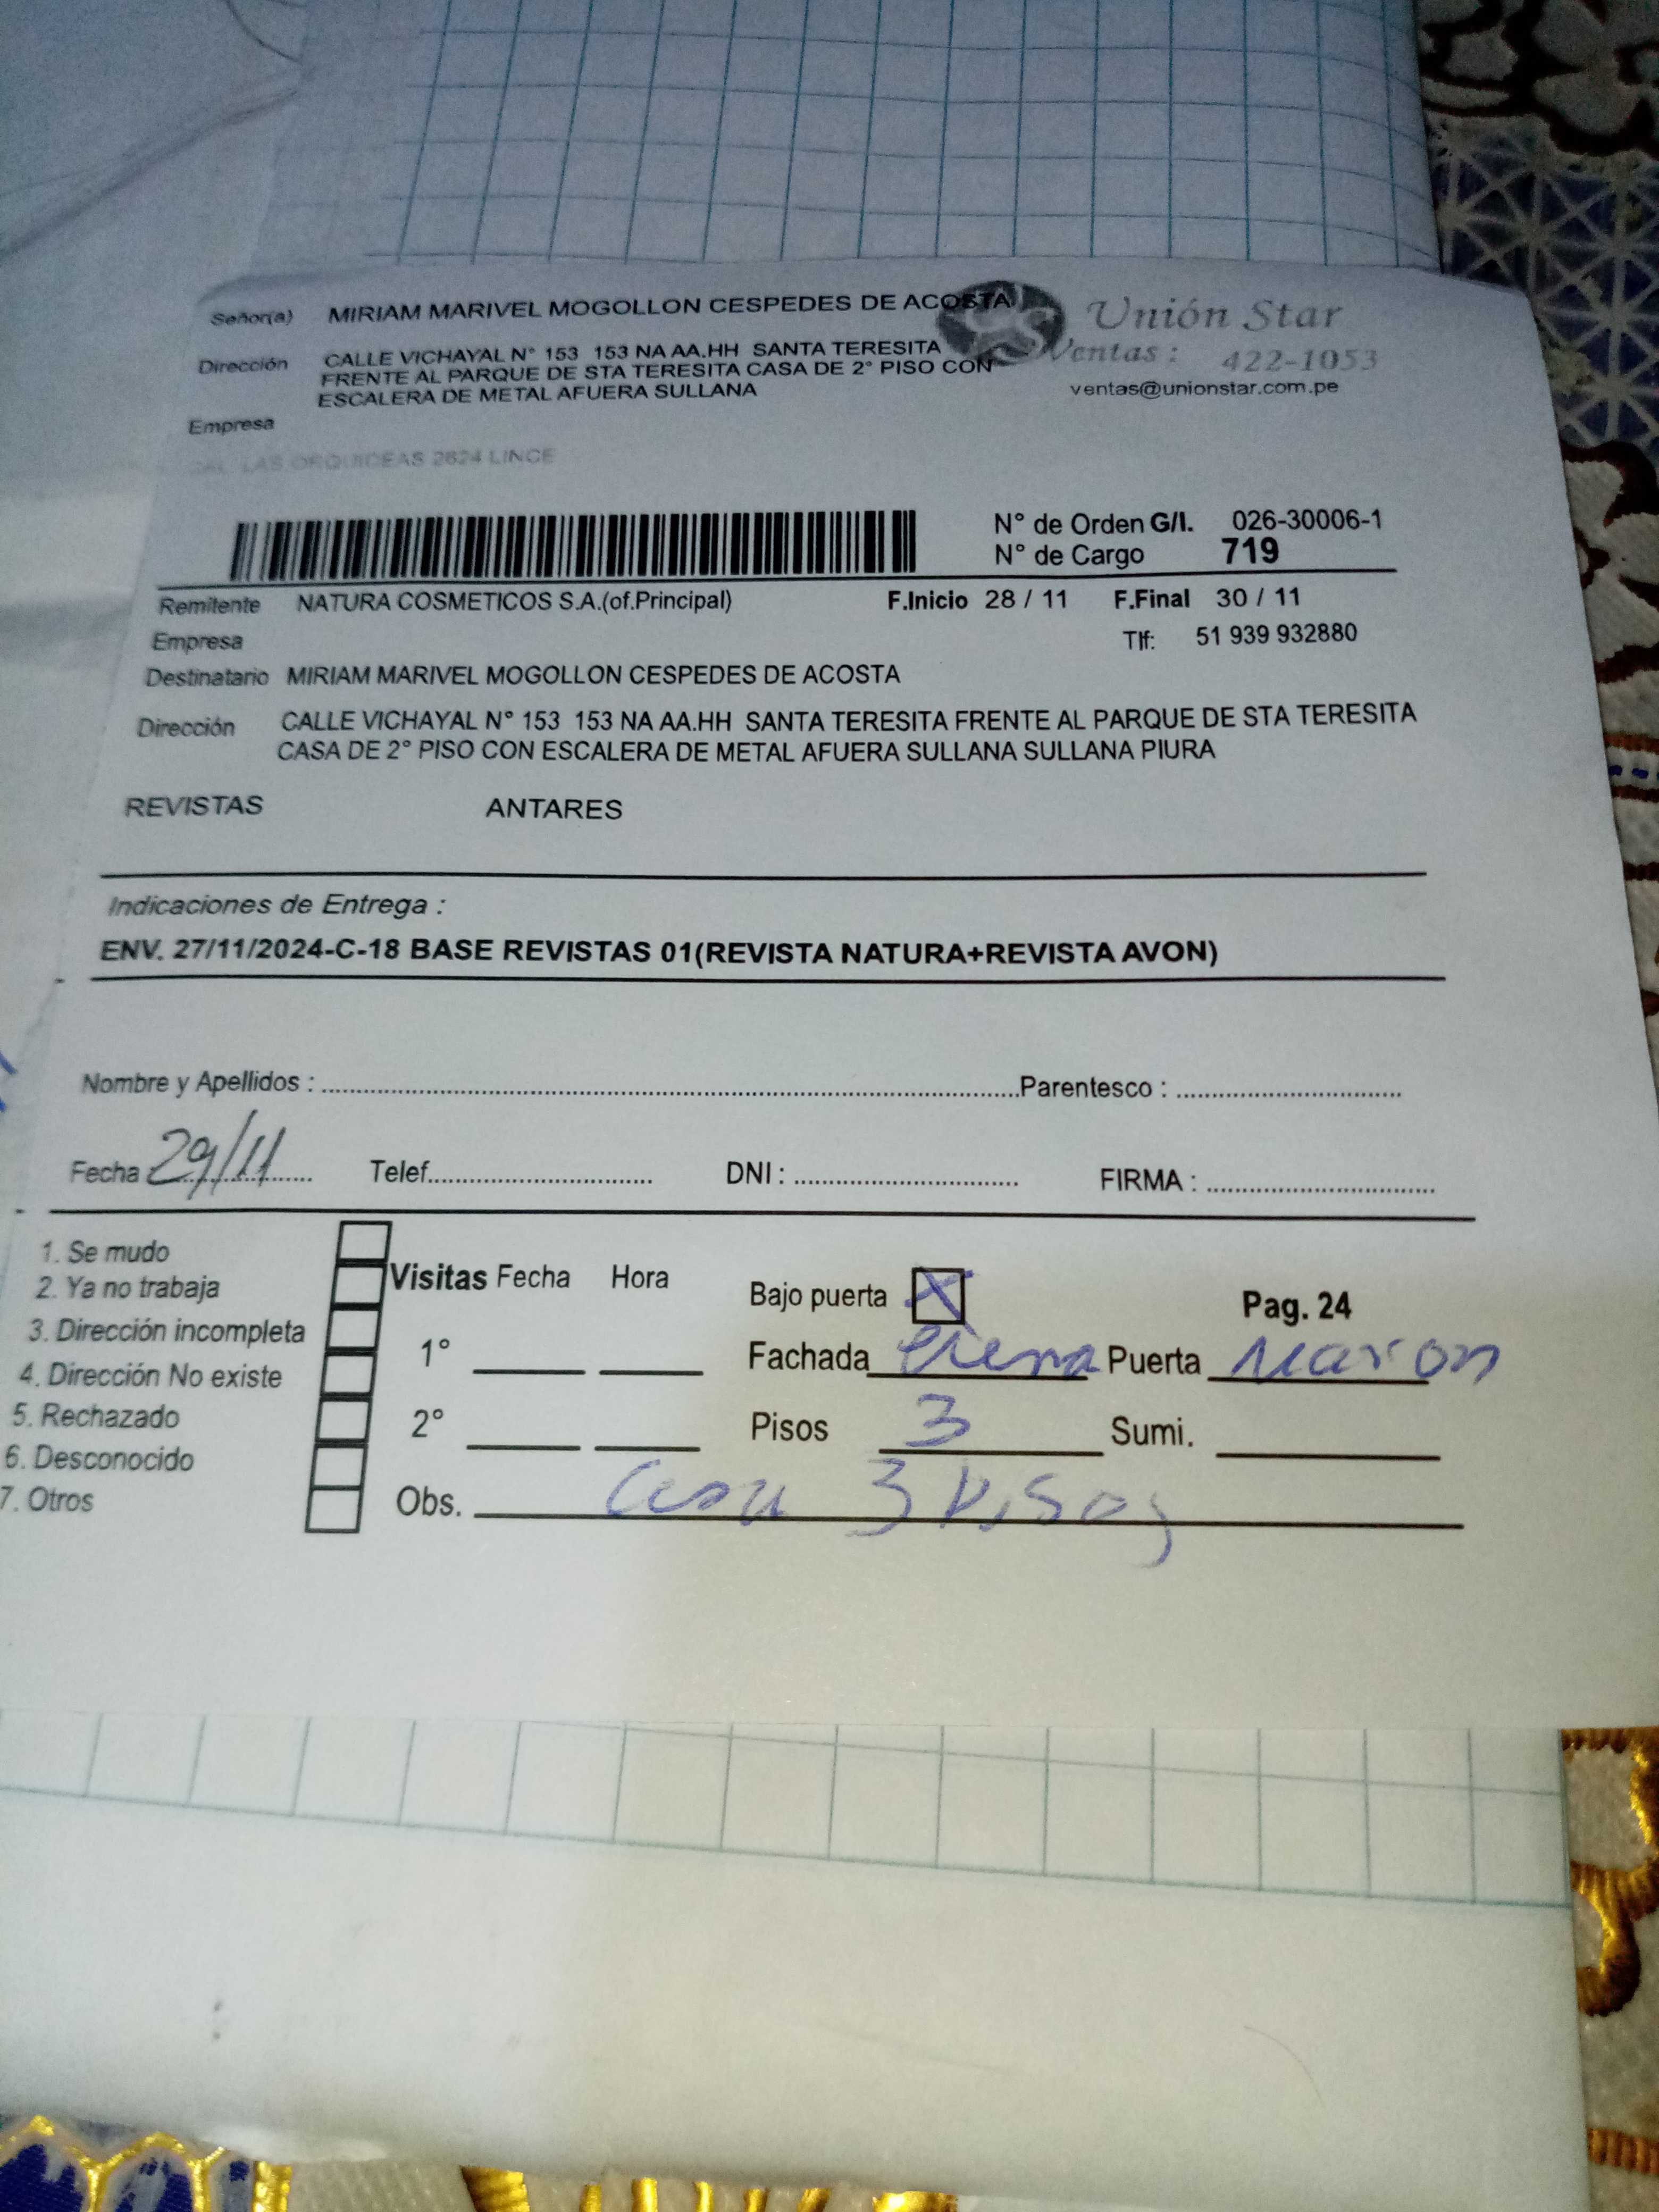 Señor(a) MIRIAM MARIVEL MOGOLLON CESPEDES DE ACOSTA
Unión Star
Dirección CALLE VICHAYAL N° 153 153 NA AA.HH SANTA TERESITA
FRENTE AL PARQUE DE STA TERESITA CASA DE 2° PISO CON
ESCALERA DE METAL AFUERA SULLANA
Ventas : 422-1053
ventas@unionstar.com.pe
Empresa
CAL. LAS ORQUIDEAS 2624 LINCE
N° de Orden G/I. 026-30006-1
N° de Cargo 719
Remitente NATURA COSMETICOS S.A.(of.Principal) F.Inicio 28 / 11 F.Final 30 / 11
Empresa Tlf: 51 939 932880
Destinatario MIRIAM MARIVEL MOGOLLON CESPEDES DE ACOSTA
Dirección CALLE VICHAYAL N° 153 153 NA AA.HH SANTA TERESITA FRENTE AL PARQUE DE STA TERESITA
CASA DE 2° PISO CON ESCALERA DE METAL AFUERA SULLANA SULLANA PIURA
REVISTAS ANTARES
Indicaciones de Entrega :
ENV. 27/11/2024-C-18 BASE REVISTAS 01(REVISTA NATURA+REVISTA AVON)
Nombre y Apellidos : Parentesco :
Fecha 29/11 Telef. DNI : FIRMA :
1. Se mudo
2. Ya no trabaja
3. Dirección incompleta
4. Dirección No existe
5. Rechazado
6. Desconocido
7. Otros
Visitas Fecha Hora
1°
2°
Bajo puerta X Pag. 24
Fachada crema Puerta Maron
Pisos 3 Sumi.
Obs. Casa 3 Pisos